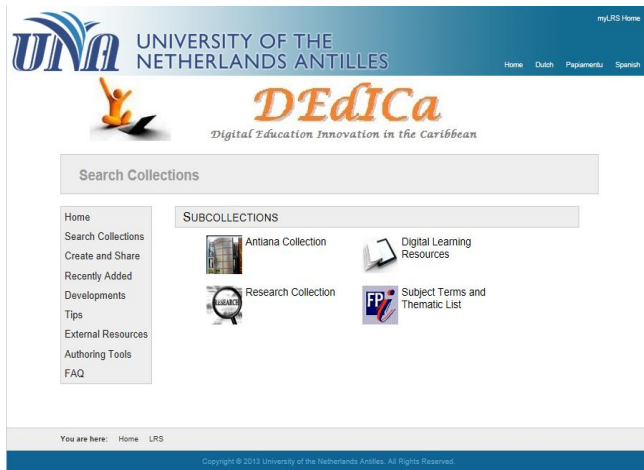 myLRS Home
UNA UNIVERSITY OF THE
NETHERLANDS ANTILLES
Home Dutch Papiamentu Spanish
DEdICa
Digital Education Innovation in the Caribbean
Search Collections
Home
Search Collections
Create and Share
Recently Added
Developments
Tips
External Resources
Authoring Tools
FAQ
SUBCOLLECTIONS
Antiana Collection
Digital Learning
Resources
RESEARCH
Research Collection
FPi
Subject Terms and
Thematic List
You are here: Home LRS
Copyright © 2013 University of the Netherlands Antilles. All Rights Reserved.